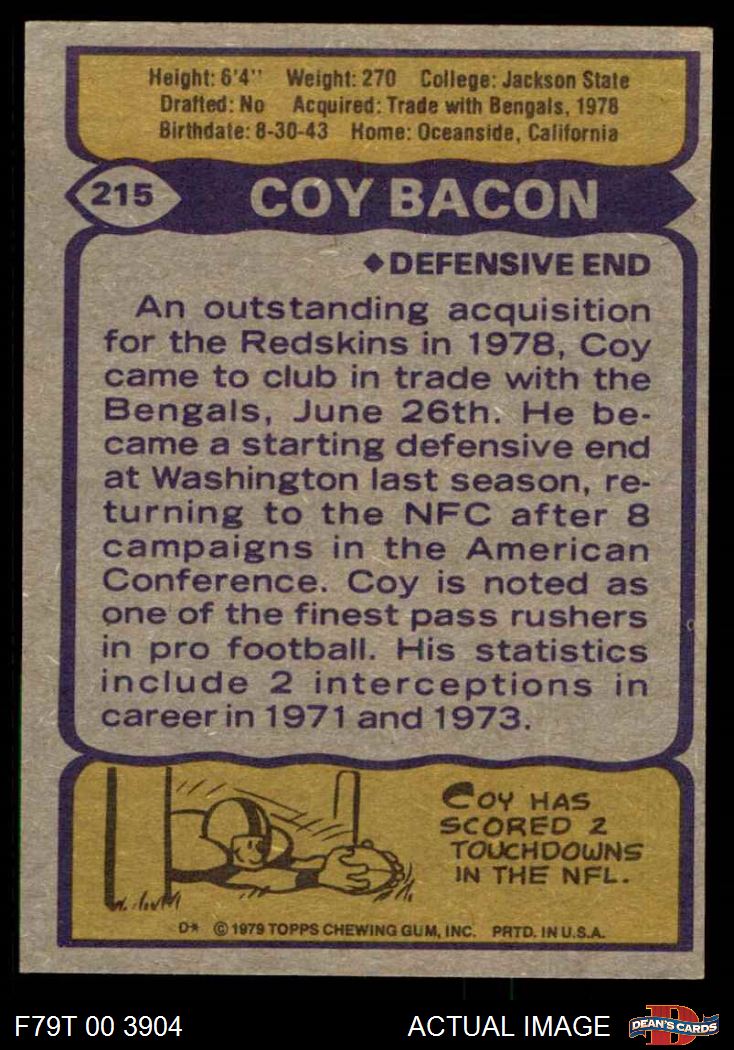 Height: 6'4" Weight: 270 College: Jackson State
Drafted: No Acquired: Trade with Bengals, 1978
Birthdate: 8-30-43 Home: Oceanside, California
215 COY BACON
◆DEFENSIVE END
An outstanding acquisition
for the Redskins in 1978, Coy
came to club in trade with the
Bengals, June 26th. He be-
came a starting defensive end
at Washington last season, re-
turning to the NFC after 8
campaigns in the American
Conference. Coy is noted as
one of the finest pass rushers
in pro football. His statistics
include 2 interceptions in
career in 1971 and 1973.
COY HAS
SCORED 2
TOUCHDOWNS
IN THE NFL.
D* © 1979 TOPPS CHEWING GUM, INC. PRTD. IN U.S.A.
F79T 00 3904 ACTUAL IMAGE D DEAN'S CARDS